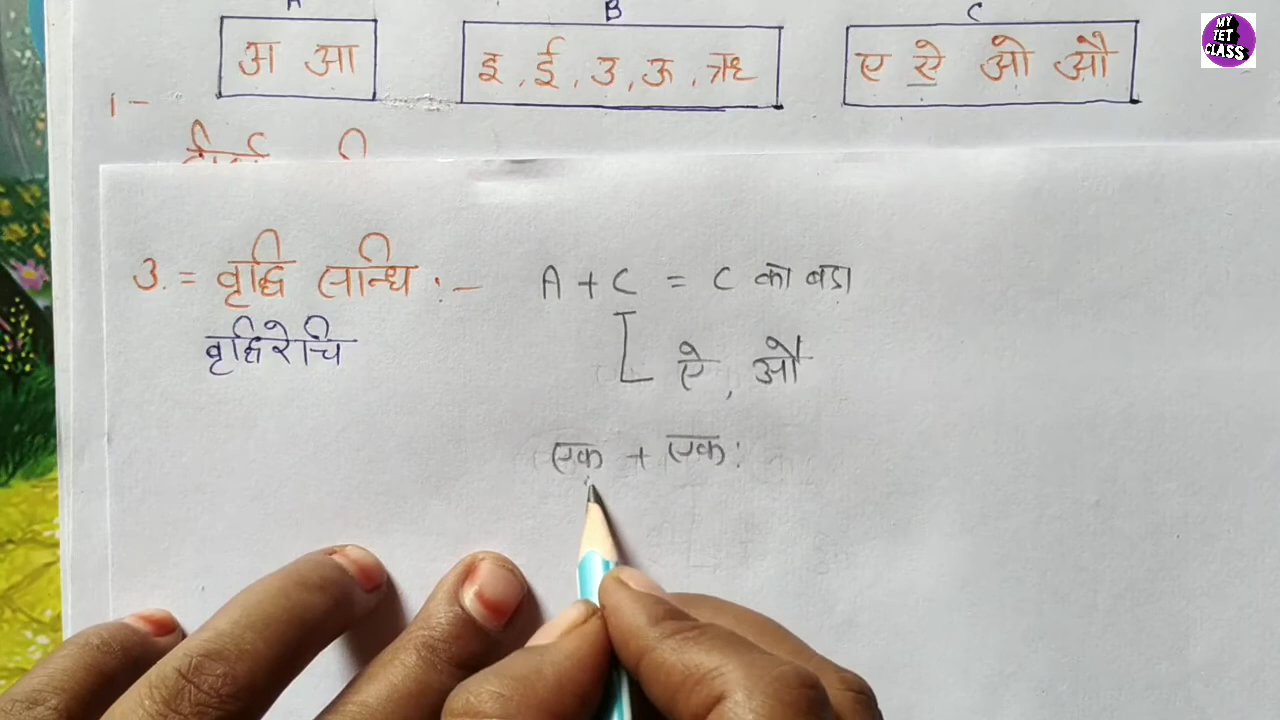 A B C
अ आ
इ, ई, उ, ऊ, ऋ
ए ऐ ओ औ
MY TET CLASS
1 -
3. = वृद्धि सन्धि :- A + C = C का बड़ा
वृद्धिरेचि
ऐ, औ
एक + एक: